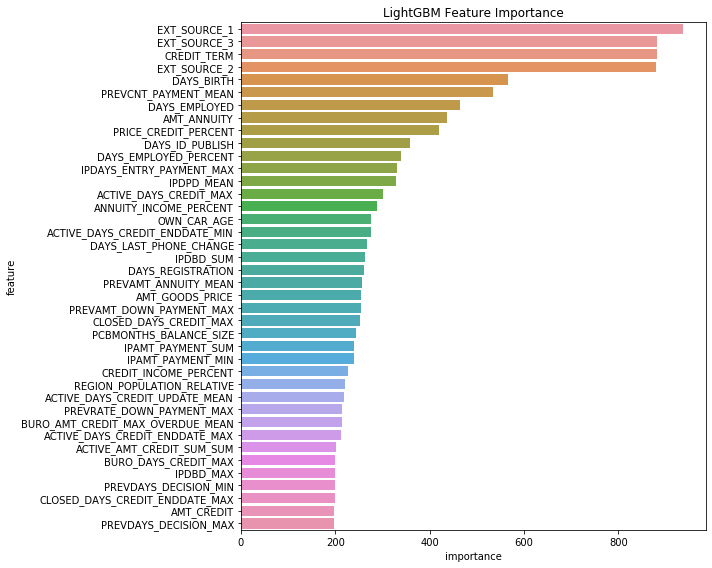 LightGBM Feature Importance
EXT_SOURCE_1
EXT_SOURCE_3
CREDIT_TERM
EXT_SOURCE_2
DAYS_BIRTH
PREVCNT_PAYMENT_MEAN
DAYS_EMPLOYED
AMT_ANNUITY
PRICE_CREDIT_PERCENT
DAYS_ID_PUBLISH
DAYS_EMPLOYED_PERCENT
IPDAYS_ENTRY_PAYMENT_MAX
IPDPD_MEAN
ACTIVE_DAYS_CREDIT_MAX
ANNUITY_INCOME_PERCENT
OWN_CAR_AGE
ACTIVE_DAYS_CREDIT_ENDDATE_MIN
DAYS_LAST_PHONE_CHANGE
IPDBD_SUM
DAYS_REGISTRATION
PREVAMT_ANNUITY_MEAN
AMT_GOODS_PRICE
PREVAMT_DOWN_PAYMENT_MAX
CLOSED_DAYS_CREDIT_MAX
PCBMONTHS_BALANCE_SIZE
IPAMT_PAYMENT_SUM
IPAMT_PAYMENT_MIN
CREDIT_INCOME_PERCENT
REGION_POPULATION_RELATIVE
ACTIVE_DAYS_CREDIT_UPDATE_MEAN
PREVRATE_DOWN_PAYMENT_MAX
BURO_AMT_CREDIT_MAX_OVERDUE_MEAN
ACTIVE_DAYS_CREDIT_ENDDATE_MAX
ACTIVE_AMT_CREDIT_SUM_SUM
BURO_DAYS_CREDIT_MAX
IPDBD_MAX
PREVDAYS_DECISION_MIN
CLOSED_DAYS_CREDIT_ENDDATE_MAX
AMT_CREDIT
PREVDAYS_DECISION_MAX
feature
0 200 400 600 800
importance